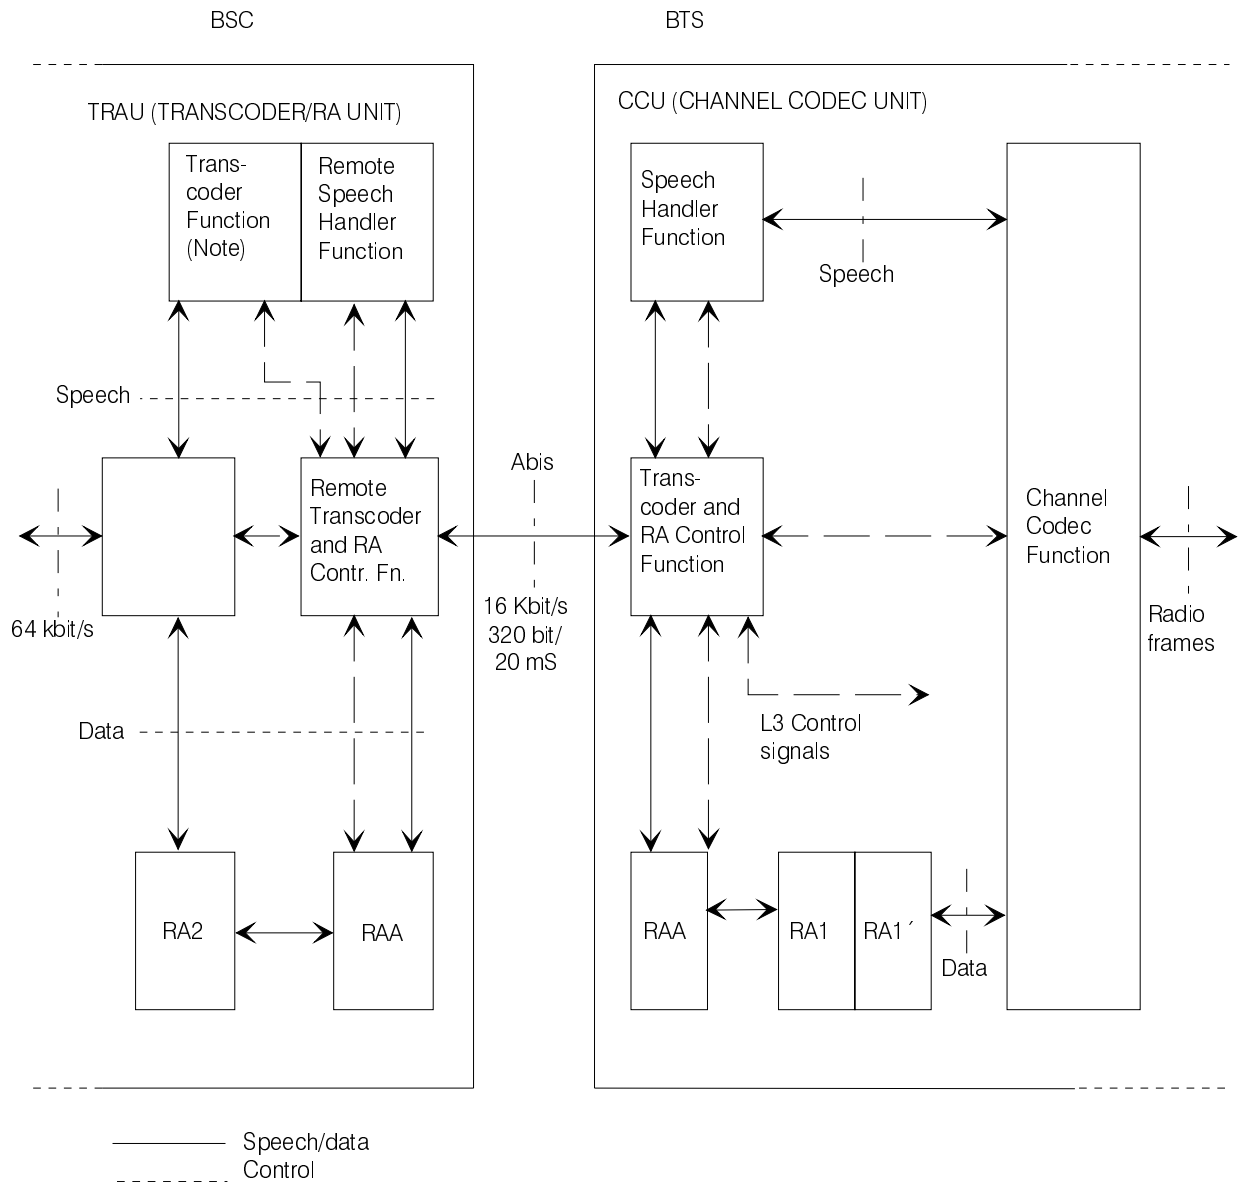 BSC
BTS
TRAU (TRANSCODER/RA UNIT)
CCU (CHANNEL CODEC UNIT)
Trans-
coder
Function
(Note)
Remote
Speech
Handler
Function
Speech
Handler
Function
Speech
Speech
Abis
Remote
Transcoder
and RA
Contr. Fn.
Trans-
coder and
RA Control
Function
Channel
Codec
Function
64 kbit/s
16 Kbit/s
320 bit/
20 mS
Radio
frames
Data
L3 Control
signals
RA2
RAA
RAA
RA1
RA1´
Data
Speech/data
Control